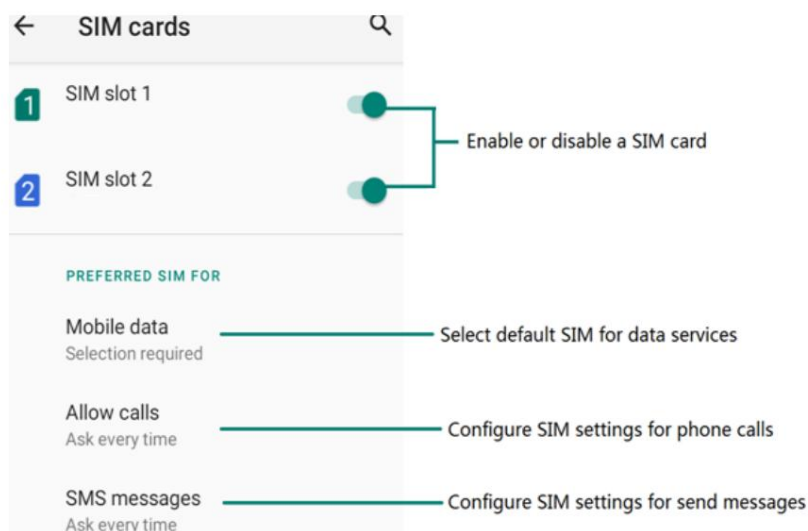 SIM cards
1
SIM slot 1
Enable or disable a SIM card
2
SIM slot 2
PREFERRED SIM FOR
Mobile data
Selection required
Select default SIM for data services
Allow calls
Ask every time
Configure SIM settings for phone calls
SMS messages
Ask every time
Configure SIM settings for send messages